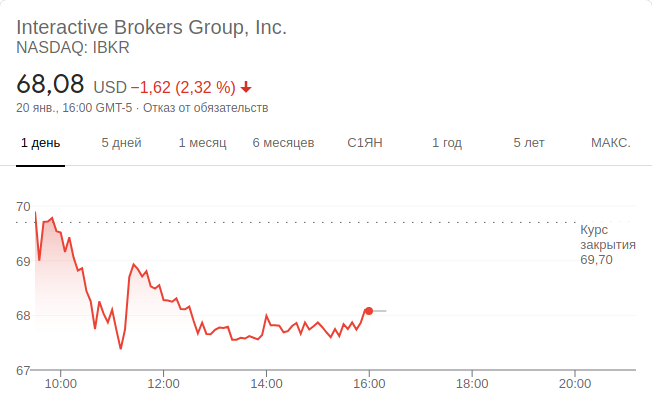 Interactive Brokers Group, Inc.
NASDAQ: IBKR
68,08 USD −1,62 (2,32 %)
20 янв., 16:00 GMT-5 · Отказ от обязательств
1 день 5 дней 1 месяц 6 месяцев С1ЯН 1 год 5 лет МАКС.
70
Курс
закрытия
69,70
69
68
67
10:00 12:00 14:00 16:00 18:00 20:00